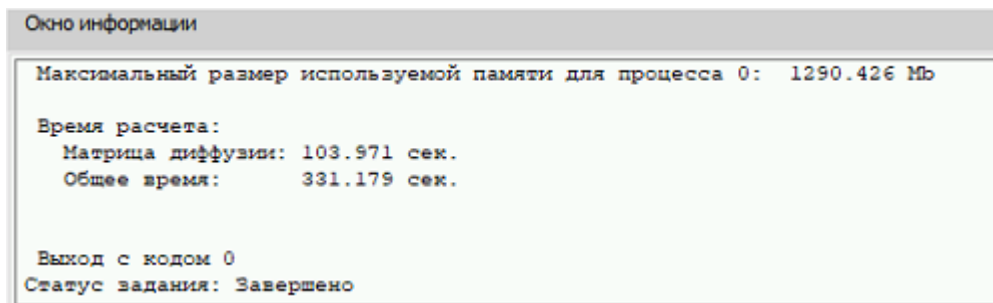 Окно информации
Максимальный размер используемой памяти для процесса 0: 1290.426 Mb
Время расчета:
Матрица диффузии: 103.971 сек.
Общее время: 331.179 сек.
Выход с кодом 0
Статус задания: Завершено